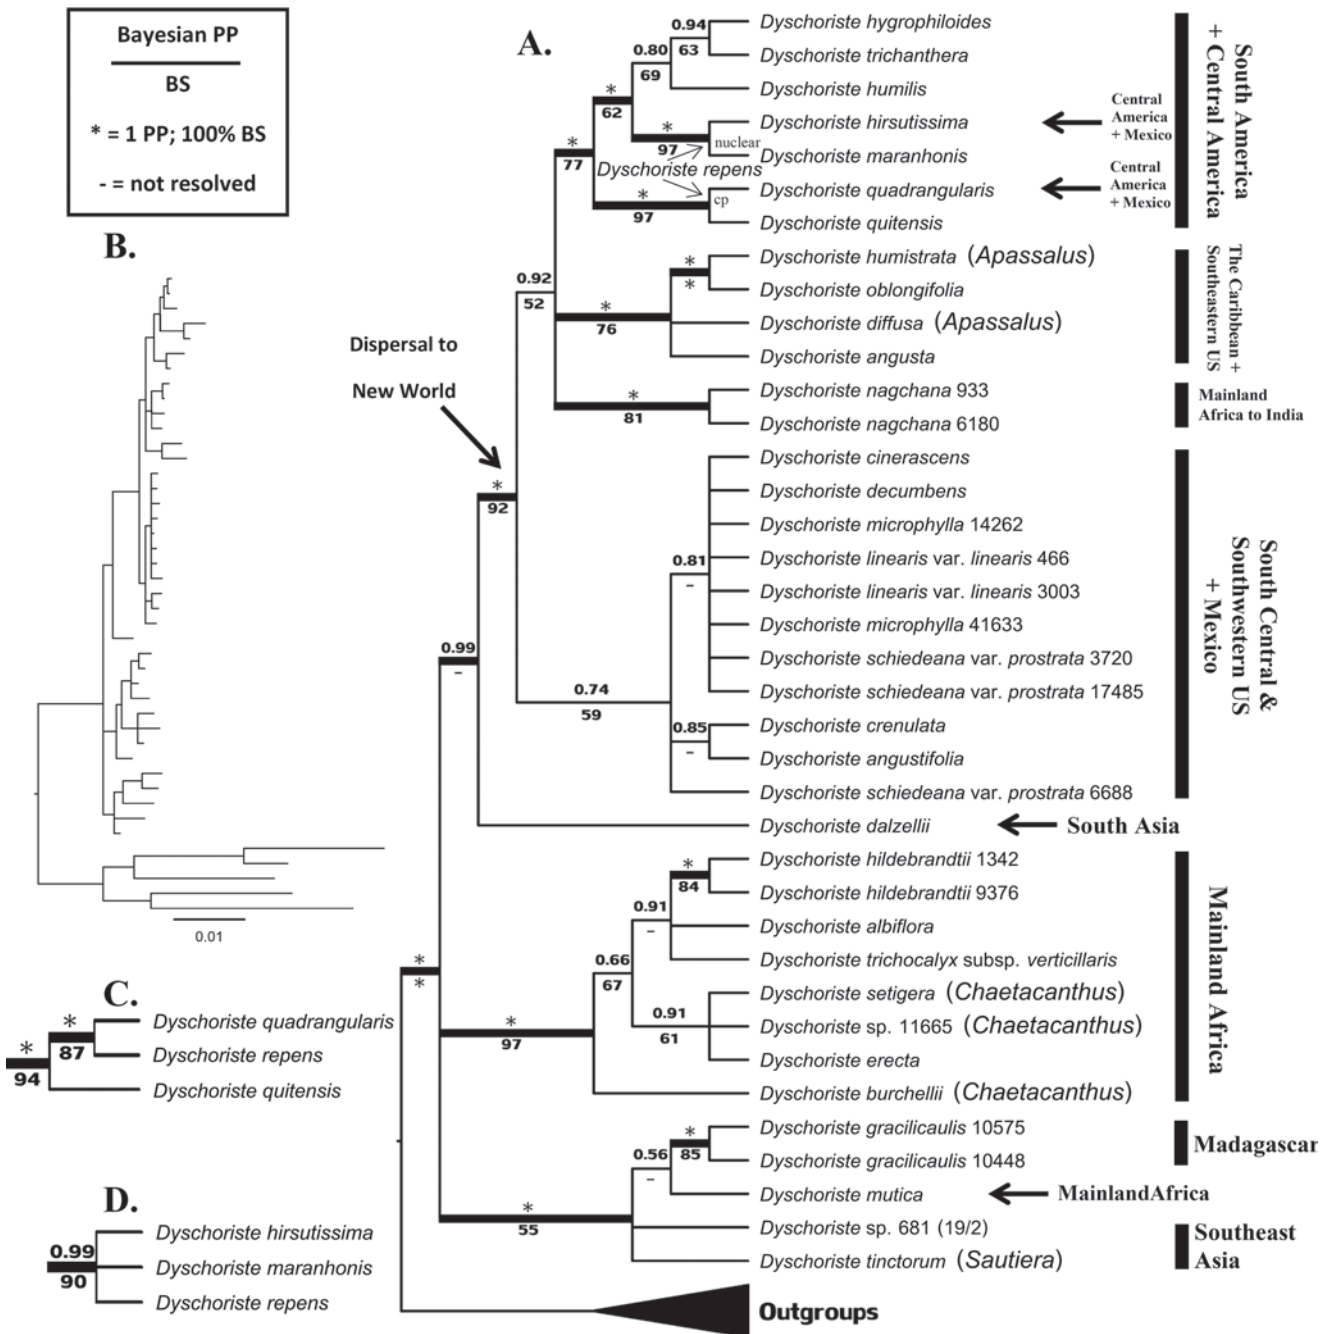 Bayesian PP
BS
* = 1 PP; 100% BS
- = not resolved
A.
Dyschoriste hygrophiloides
Dyschoriste trichanthera
Dyschoriste humilis
Dyschoriste hirsutissima
Dyschoriste maranhonis
Dyschoriste quadrangularis
Dyschoriste quitensis
Dyschoriste humistrata (Apassalus)
Dyschoriste oblongifolia
Dyschoriste diffusa (Apassalus)
Dyschoriste angusta
Dyschoriste nagchana 933
Dyschoriste nagchana 6180
Dyschoriste cinerascens
Dyschoriste decumbens
Dyschoriste microphylla 14262
Dyschoriste linearis var. linearis 466
Dyschoriste linearis var. linearis 3003
Dyschoriste microphylla 41633
Dyschoriste schiedeana var. prostrata 3720
Dyschoriste schiedeana var. prostrata 17485
Dyschoriste crenulata
Dyschoriste angustifolia
Dyschoriste schiedeana var. prostrata 6688
Dyschoriste dalzellii
Dyschoriste hildebrandtii 1342
Dyschoriste hildebrandtii 9376
Dyschoriste albiflora
Dyschoriste trichocalyx subsp. verticillaris
Dyschoriste setigera (Chaetacanthus)
Dyschoriste sp. 11665 (Chaetacanthus)
Dyschoriste erecta
Dyschoriste burchellii (Chaetacanthus)
Dyschoriste gracilicaulis 10575
Dyschoriste gracilicaulis 10448
Dyschoriste mutica
Dyschoriste sp. 681 (19/2)
Dyschoriste tinctorum (Sautiera)
Outgroups
0.94
63
0.80
69
*
62
*
97
nuclear
Dyschoriste repens
*
77
*
97
cp
*
*
*
76
0.92
52
*
81
Dispersal to
New World
*
92
0.81
–
0.74
59
0.85
–
0.99
–
*
84
0.91
–
0.66
67
0.91
61
*
97
*
*
*
85
0.56
–
*
55
South America
+ Central America
Central
America
+ Mexico
Central
America
+ Mexico
The Caribbean +
Southeastern US
Mainland
Africa to India
South Central &
Southwestern US
+ Mexico
South Asia
Mainland Africa
Madagascar
MainlandAfrica
Southeast
Asia
B.
0.01
C.
*
87
*
94
Dyschoriste quadrangularis
Dyschoriste repens
Dyschoriste quitensis
D.
0.99
90
Dyschoriste hirsutissima
Dyschoriste maranhonis
Dyschoriste repens